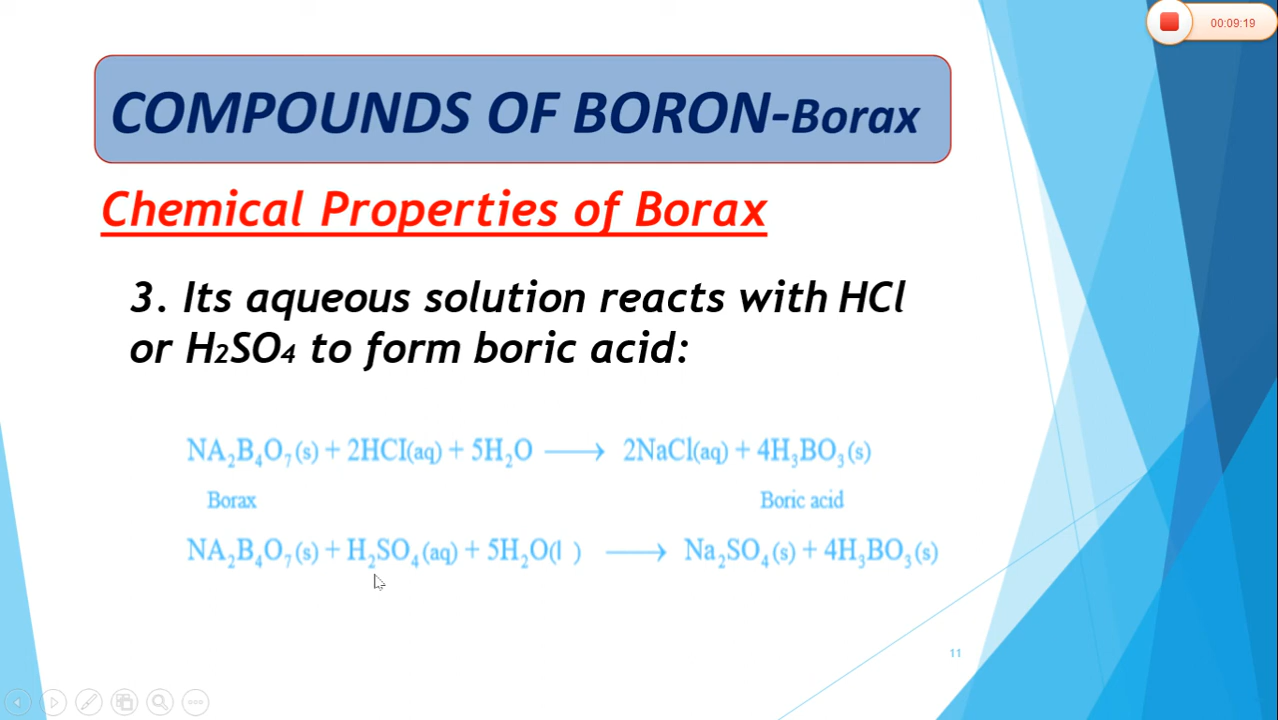 00:09:19
COMPOUNDS OF BORON-Borax
Chemical Properties of Borax
3. Its aqueous solution reacts with HCl
or H₂SO₄ to form boric acid:
NA₂B₄O₇(s) + 2HCI(aq) + 5H₂O ⟶ 2NaCl(aq) + 4H₃BO₃(s)
Borax Boric acid
NA₂B₄O₇(s) + H₂SO₄(aq) + 5H₂O(l ) ⟶ Na₂SO₄(s) + 4H₃BO₃(s)
11